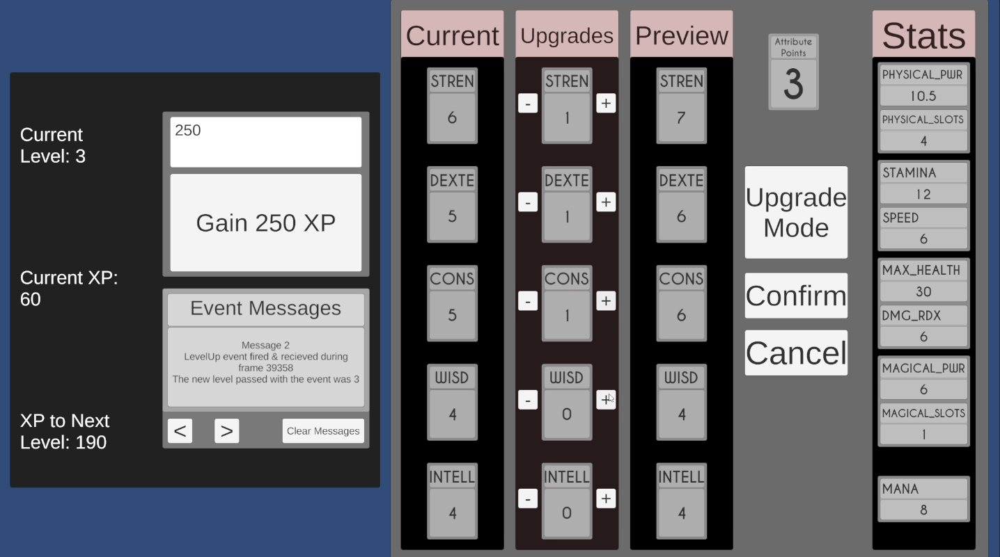 Current
Level: 3
250
Gain 250 XP
Current XP:
60
Event Messages
Message 2
LevelUp event fired & recieved during
frame 39358
The new level passed with the event was 3
XP to Next
Level: 190
<
>
Clear Messages
Current
STREN
6
DEXTE
5
CONS
5
WISD
4
INTELL
4
Upgrades
STREN
- 1 +
DEXTE
- 1 +
CONS
- 1 +
WISD
- 0 +
INTELL
- 0 +
Preview
STREN
7
DEXTE
6
CONS
6
WISD
4
INTELL
4
Attribute
Points
3
Upgrade
Mode
Confirm
Cancel
Stats
PHYSICAL_PWR
10.5
PHYSICAL_SLOTS
4
STAMINA
12
SPEED
6
MAX_HEALTH
30
DMG_RDX
6
MAGICAL_PWR
6
MAGICAL_SLOTS
1
MANA
8